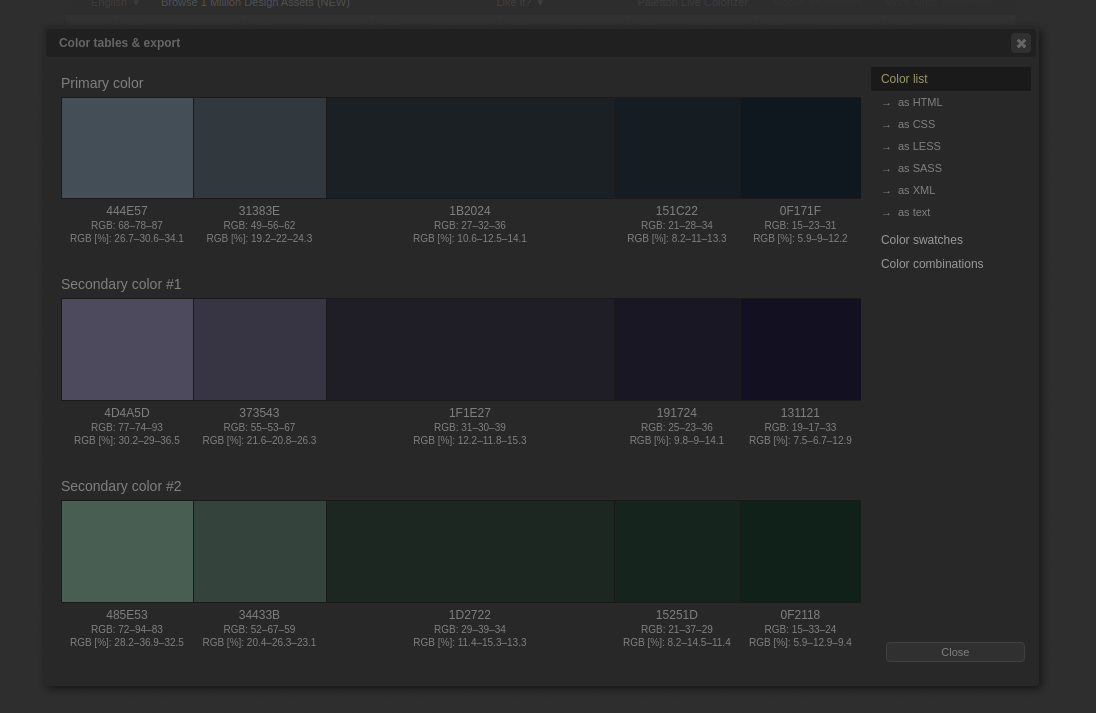 English ▼ Browse 1 Million Design Assets (NEW) Like it? ▼ Paletton Live Colorizer
Color tables & export
Primary color
444E57 31383E 1B2024 151C22 0F171F
RGB: 68–78–87 RGB: 49–56–62 RGB: 27–32–36 RGB: 21–28–34 RGB: 15–23–31
RGB [%]: 26.7–30.6–34.1 RGB [%]: 19.2–22–24.3 RGB [%]: 10.6–12.5–14.1 RGB [%]: 8.2–11–13.3 RGB [%]: 5.9–9–12.2
Secondary color #1
4D4A5D 373543 1F1E27 191724 131121
RGB: 77–74–93 RGB: 55–53–67 RGB: 31–30–39 RGB: 25–23–36 RGB: 19–17–33
RGB [%]: 30.2–29–36.5 RGB [%]: 21.6–20.8–26.3 RGB [%]: 12.2–11.8–15.3 RGB [%]: 9.8–9–14.1 RGB [%]: 7.5–6.7–12.9
Secondary color #2
485E53 34433B 1D2722 15251D 0F2118
RGB: 72–94–83 RGB: 52–67–59 RGB: 29–39–34 RGB: 21–37–29 RGB: 15–33–24
RGB [%]: 28.2–36.9–32.5 RGB [%]: 20.4–26.3–23.1 RGB [%]: 11.4–15.3–13.3 RGB [%]: 8.2–14.5–11.4 RGB [%]: 5.9–12.9–9.4
Color list
→ as HTML
→ as CSS
→ as LESS
→ as SASS
→ as XML
→ as text
Color swatches
Color combinations
Close